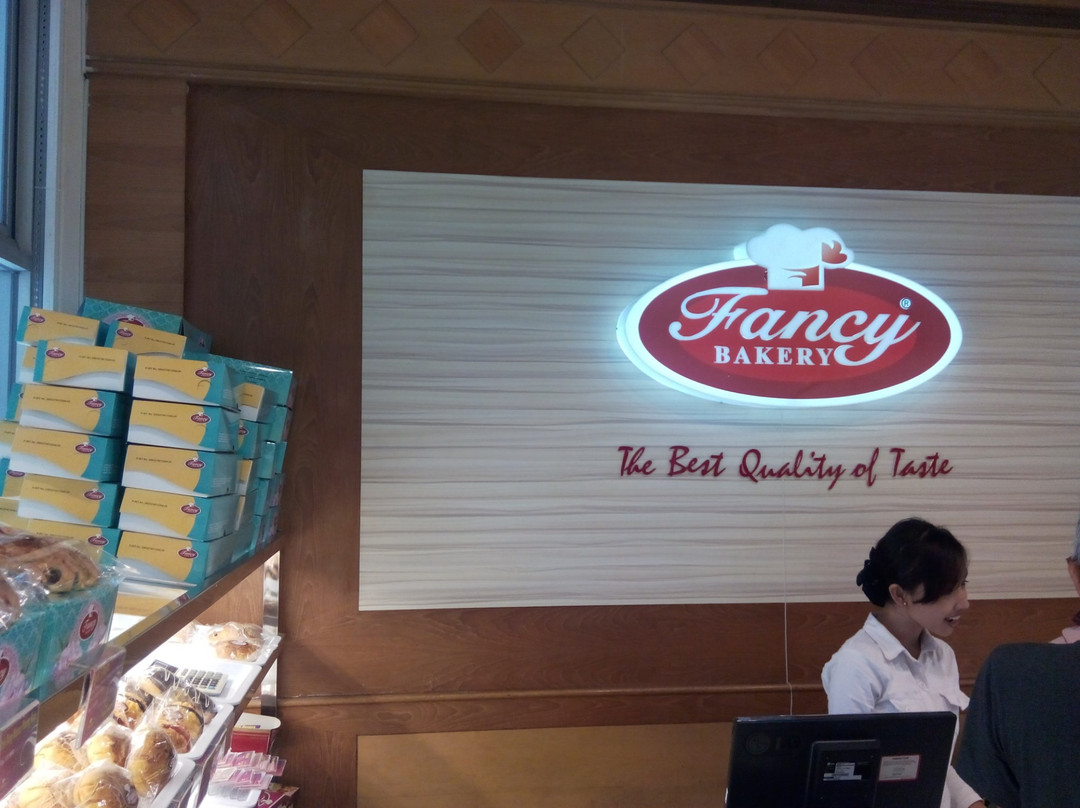 Fancy®
BAKERY
The Best Quality of Taste